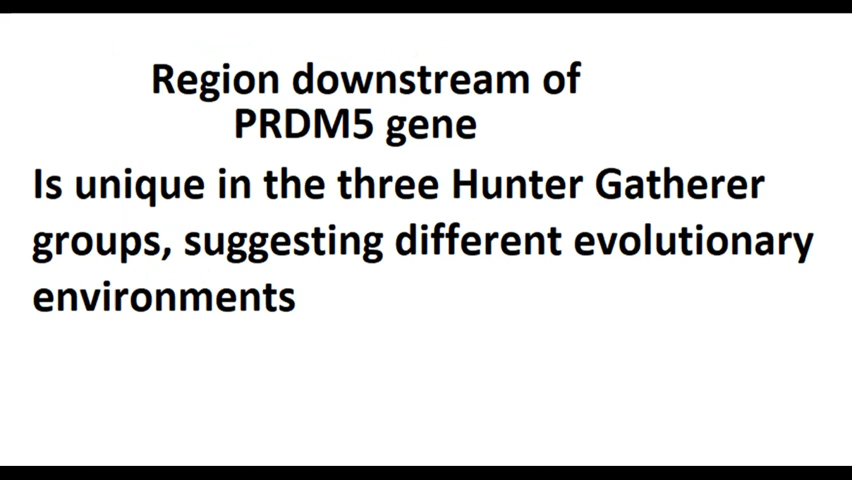 Region downstream of
PRDM5 gene
Is unique in the three Hunter Gatherer
groups, suggesting different evolutionary
environments